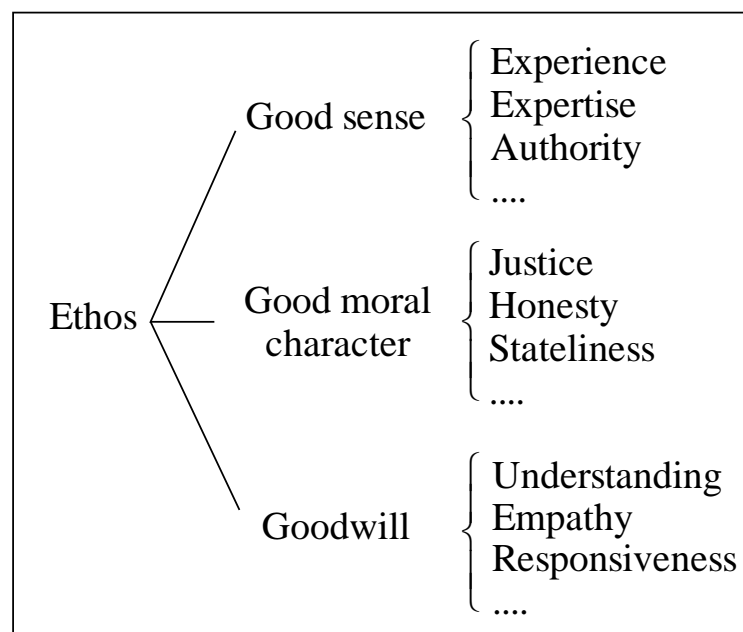 Ethos
Good sense
Experience
Expertise
Authority
....
Good moral
character
Justice
Honesty
Stateliness
....
Goodwill
Understanding
Empathy
Responsiveness
....